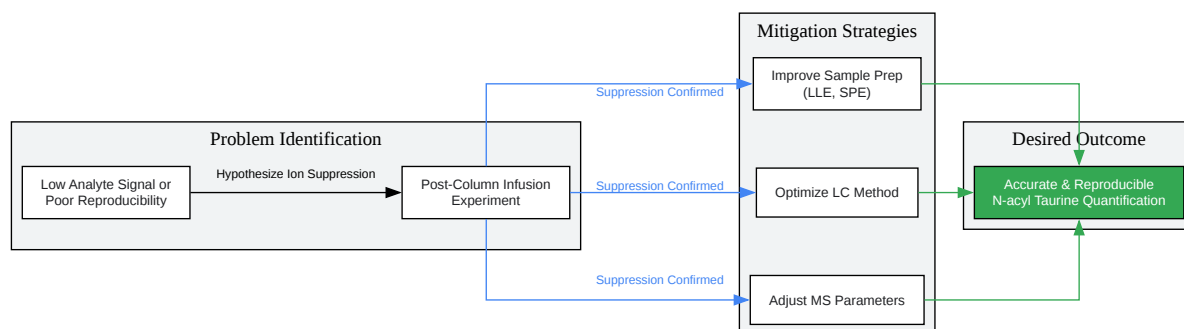 Problem Identification
Low Analyte Signal or
Poor Reproducibility
Hypothesize Ion Suppression
Post-Column Infusion
Experiment
Suppression Confirmed
Suppression Confirmed
Suppression Confirmed
Mitigation Strategies
Improve Sample Prep
(LLE, SPE)
Optimize LC Method
Adjust MS Parameters
Desired Outcome
Accurate & Reproducible
N-acyl Taurine Quantification